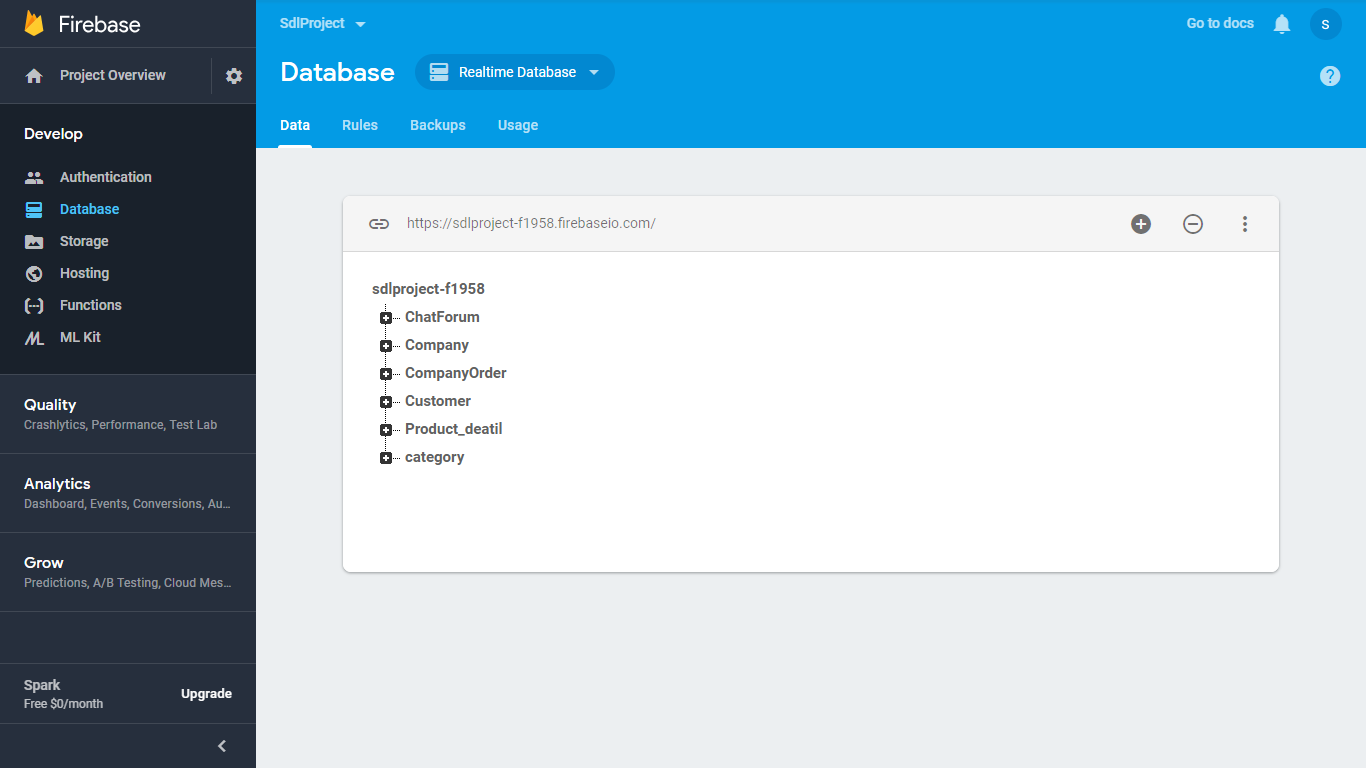 Firebase
Project Overview
Develop
Authentication
Database
Storage
Hosting
Functions
ML Kit
Quality
Crashlytics, Performance, Test Lab
Analytics
Dashboard, Events, Conversions, Au...
Grow
Predictions, A/B Testing, Cloud Mes...
Spark
Free $0/month
Upgrade
SdlProject
Go to docs
S
Database
Realtime Database
?
Data Rules Backups Usage
https://sdlproject-f1958.firebaseio.com/
sdlproject-f1958
ChatForum
Company
CompanyOrder
Customer
Product_deatil
category